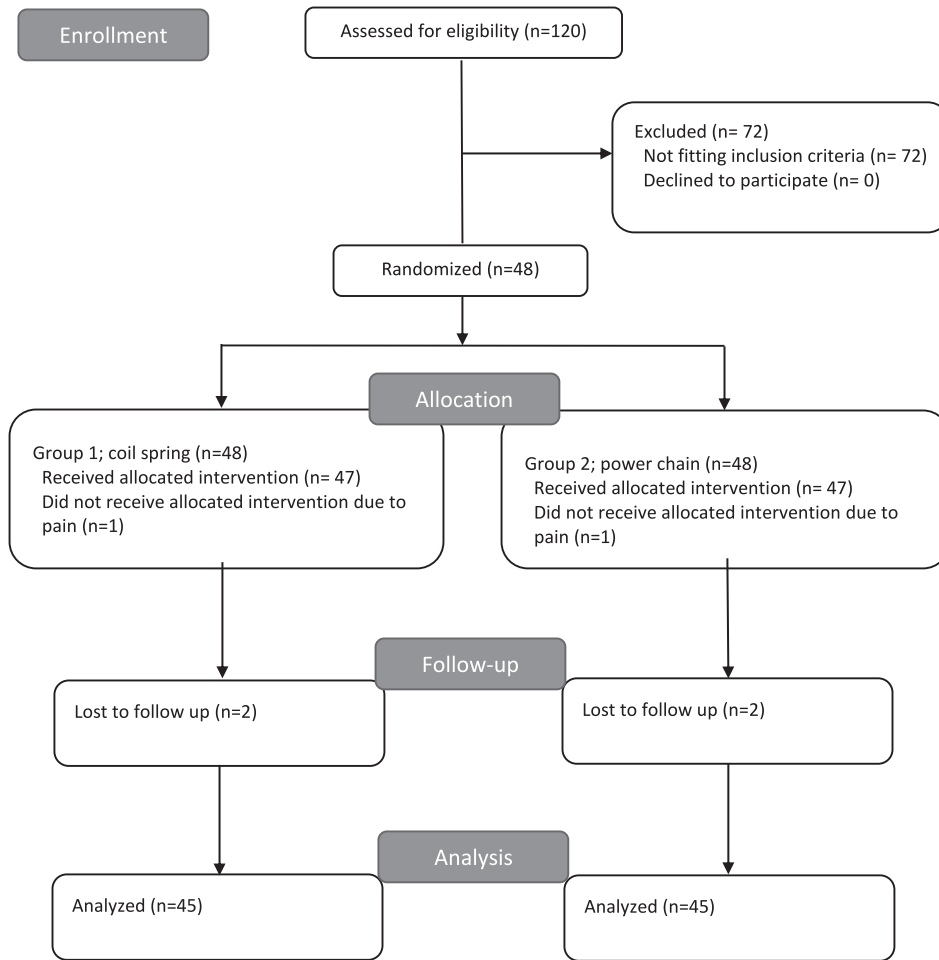 Enrollment
Assessed for eligibility (n=120)
Excluded (n= 72)
Not fitting inclusion criteria (n= 72)
Declined to participate (n= 0)
Randomized (n=48)
Allocation
Group 1; coil spring (n=48)
Received allocated intervention (n= 47)
Did not receive allocated intervention due to
pain (n=1)
Group 2; power chain (n=48)
Received allocated intervention (n= 47)
Did not receive allocated intervention due to
pain (n=1)
Follow-up
Lost to follow up (n=2)
Lost to follow up (n=2)
Analysis
Analyzed (n=45)
Analyzed (n=45)